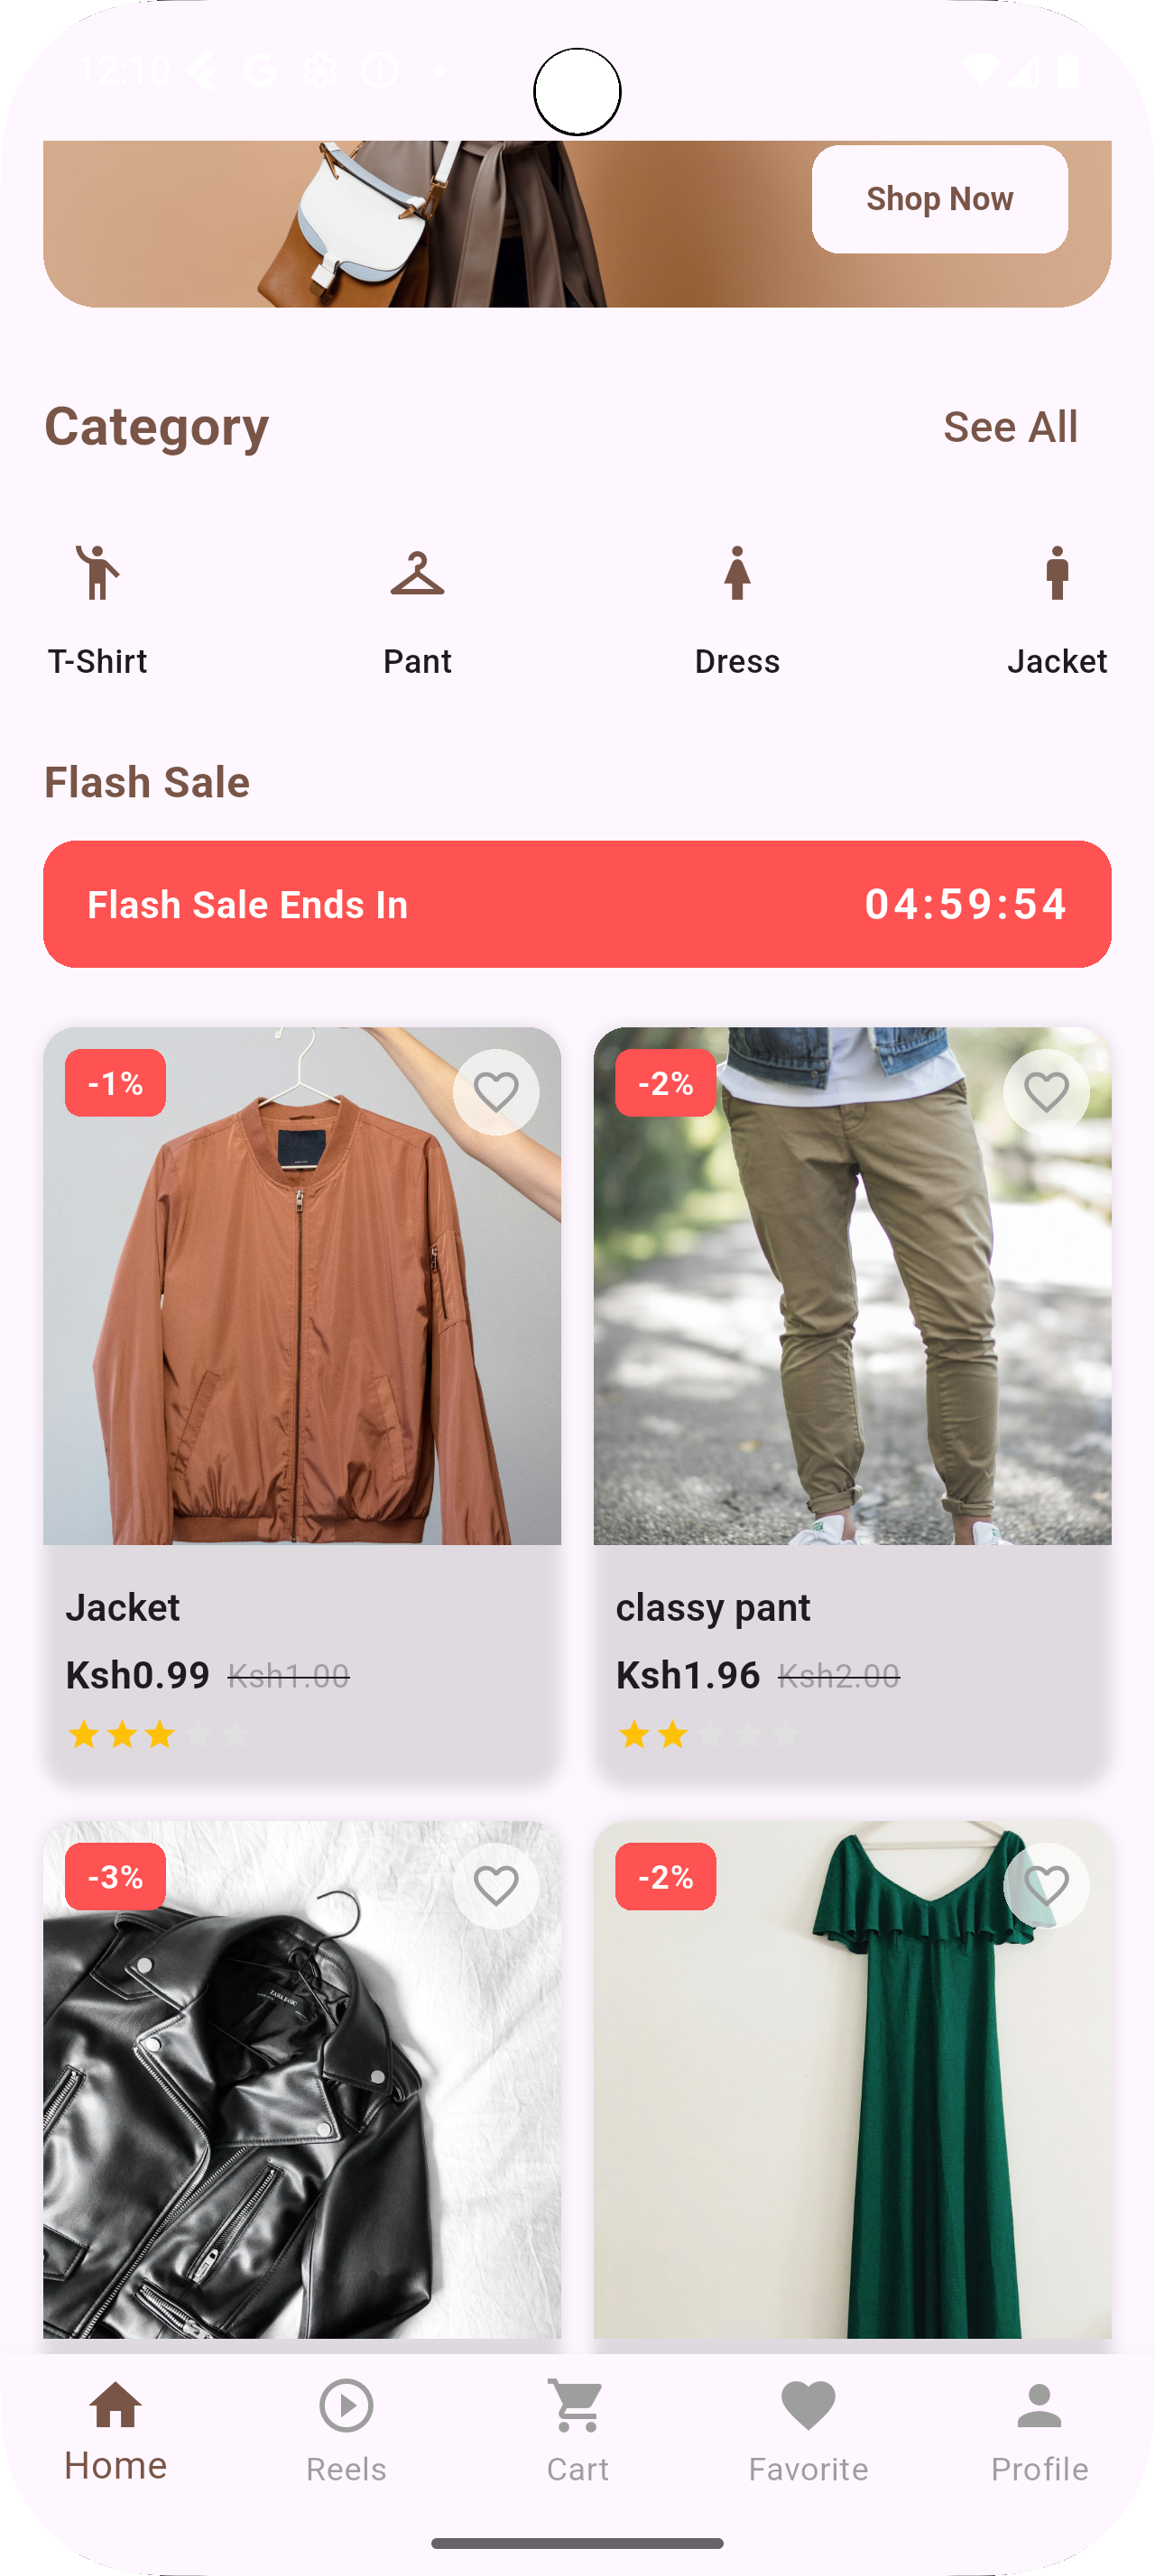 12:10
Shop Now
Category
See All
T-Shirt
Pant
Dress
Jacket
Flash Sale
Flash Sale Ends In
04:59:54
-1%
-2%
Jacket
Ksh0.99 Ksh1.00
classy pant
Ksh1.96 Ksh2.00
-3%
-2%
ZARA BASIC
Home
Reels
Cart
Favorite
Profile